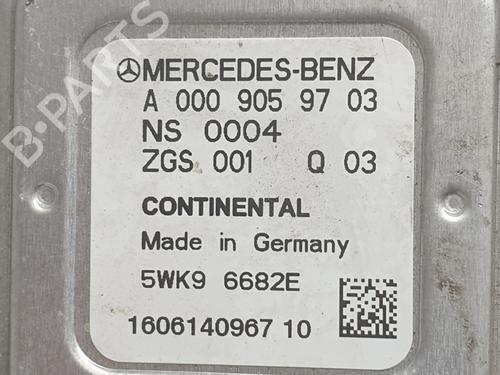 B-PARTS
MERCEDES-BENZ
A 000 905 97 03
NS 0004
ZGS 001 Q 03
CONTINENTAL
Made in Germany
5WK9 6682E
1606140967 10